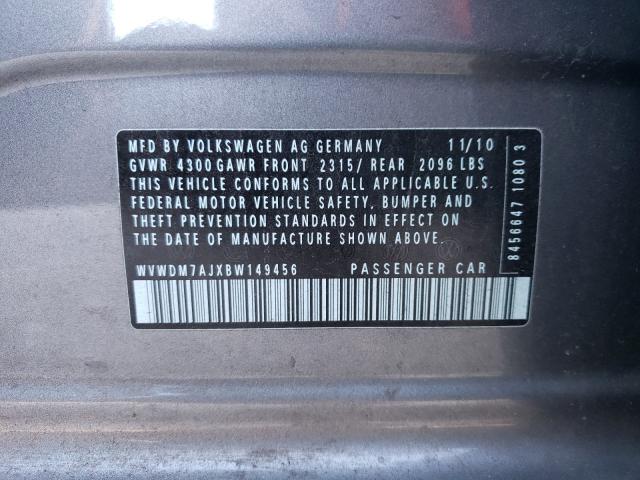 MFD BY VOLKSWAGEN AG GERMANY 11/10
GVWR 4300 GAWR FRONT 2315/ REAR 2096 LBS
THIS VEHICLE CONFORMS TO ALL APPLICABLE U.S.
FEDERAL MOTOR VEHICLE SAFETY, BUMPER AND
THEFT PREVENTION STANDARDS IN EFFECT ON
THE DATE OF MANUFACTURE SHOWN ABOVE.
WVWDM7AJXBW149456 PASSENGER CAR
8456647 10803